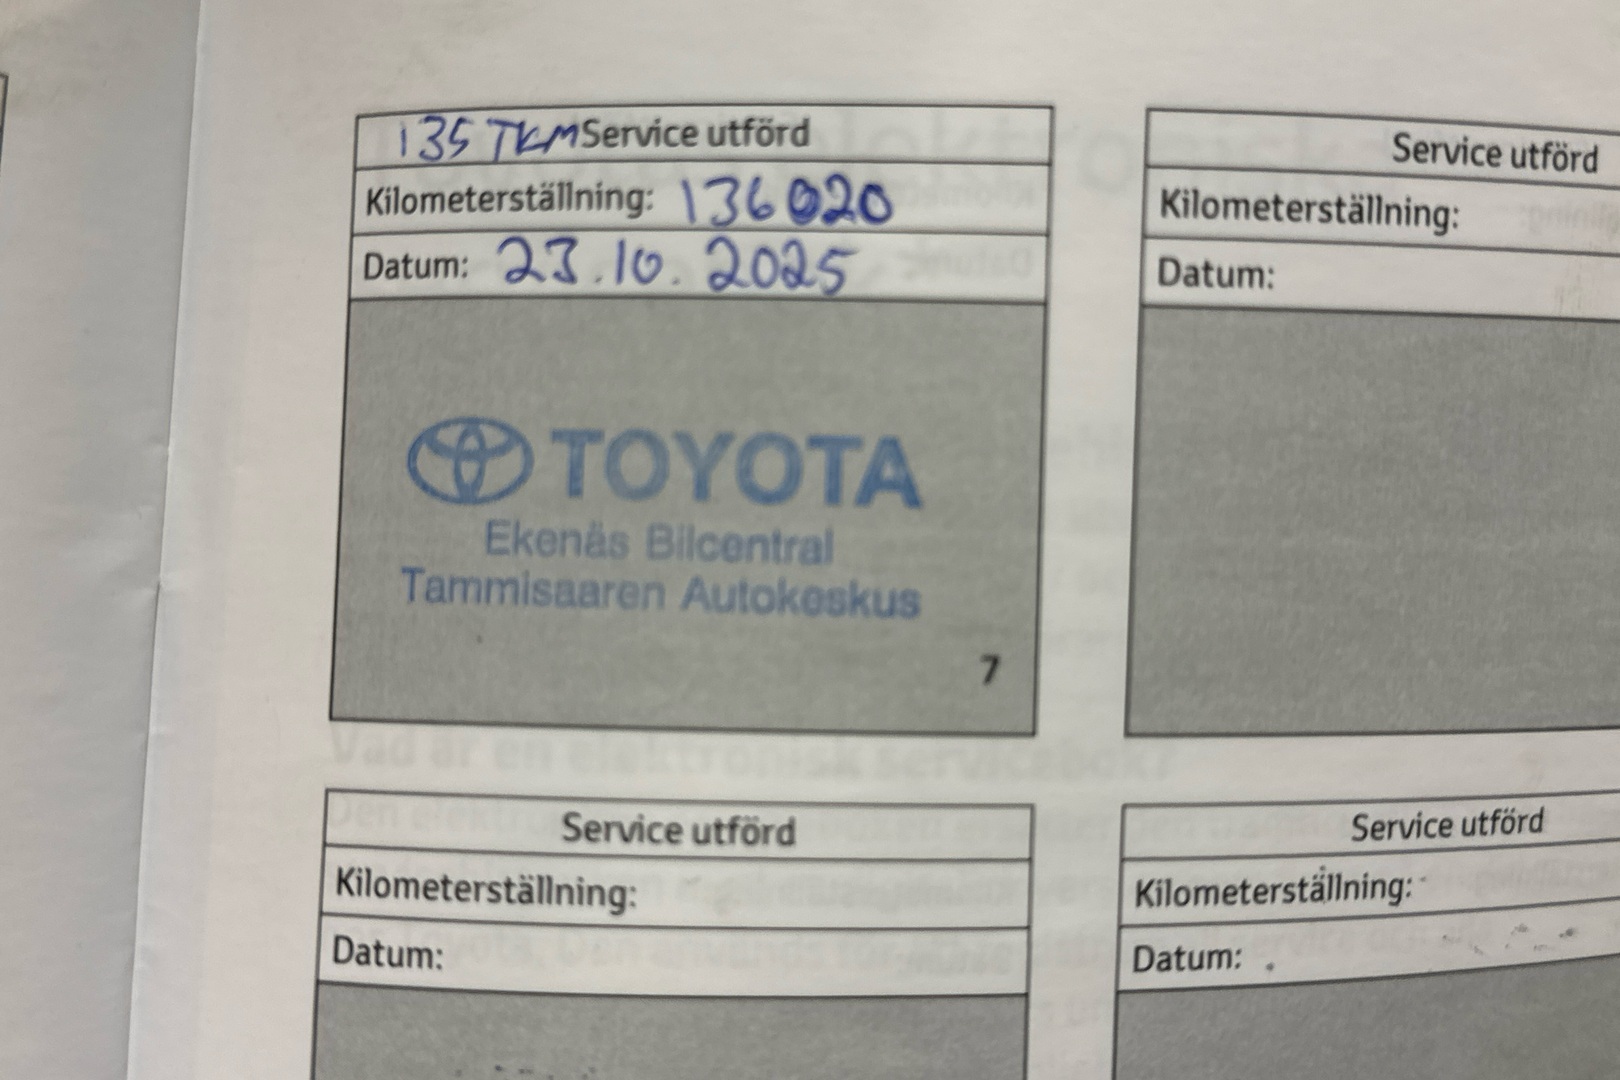 135 TKM Service utförd
Kilometerställning: 136020
Datum: 23.10.2025
TOYOTA
Ekenäs Bilcentral
Tammisaaren Autokeskus
7
Service utförd
Kilometerställning:
Datum:
Service utförd
Kilometerställning:
Datum:
Service utförd
Kilometerställning:
Datum: